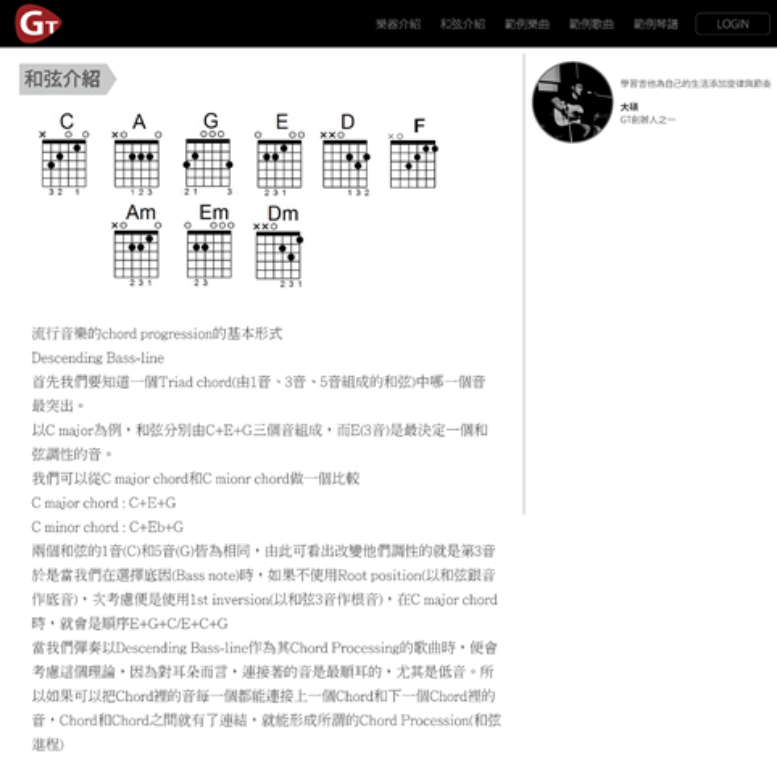 GT
樂器介紹 和弦介紹 範例樂曲 範例歌曲 範例琴譜 LOGIN
和弦介紹
C A G E D F
x o o xo o ooo o oo xxo xo
3 2 1 1 2 3 2 1 3 2 3 1 1 3 2
Am Em Dm
xo o o ooo xxo
2 3 1 2 3 2 3 1
學習吉他為自己的生活添加旋律與節奏
大碩
GT創辦人之一
流行音樂的chord progression的基本形式
Descending Bass-line
首先我們要知道一個Triad chord(由1音、3音、5音組成的和弦)中哪一個音
最突出。
以C major為例，和弦分別由C+E+G三個音組成，而E(3音)是最決定一個和
弦調性的音。
我們可以從C major chord和C mionr chord做一個比較
C major chord : C+E+G
C minor chord : C+Eb+G
兩個和弦的1音(C)和5音(G)皆為相同，由此可看出改變他們調性的就是第3音
於是當我們在選擇底因(Bass note)時，如果不使用Root position(以和弦跟音
作底音)，次考慮便是使用1st inversion(以和弦3音作根音)，在C major chord
時，就會是順序E+G+C/E+C+G
當我們彈奏以Descending Bass-line作為其Chord Processing的歌曲時，便會
考慮這個理論，因為對耳朵而言，連接著的音是最順耳的，尤其是低音。所
以如果可以把Chord裡的音每一個都能連接上一個Chord和下一個Chord裡的
音，Chord和Chord之間就有了連結，就能形成所謂的Chord Procession(和弦
進程)